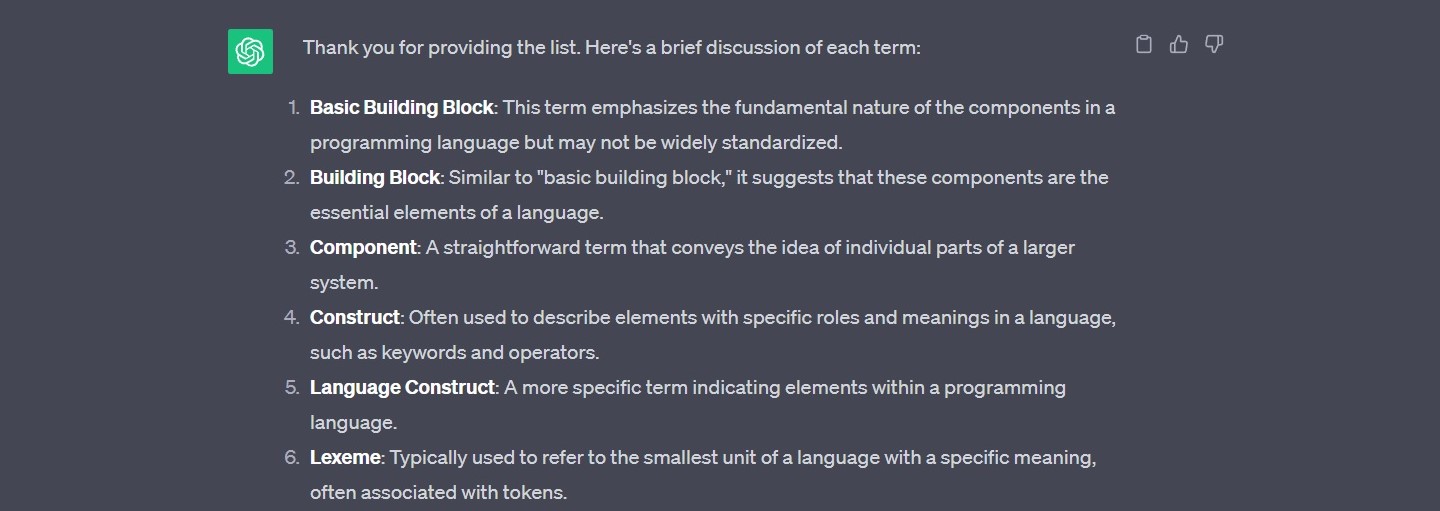 Thank you for providing the list. Here's a brief discussion of each term:
1. Basic Building Block: This term emphasizes the fundamental nature of the components in a
programming language but may not be widely standardized.
2. Building Block: Similar to "basic building block," it suggests that these components are the
essential elements of a language.
3. Component: A straightforward term that conveys the idea of individual parts of a larger
system.
4. Construct: Often used to describe elements with specific roles and meanings in a language,
such as keywords and operators.
5. Language Construct: A more specific term indicating elements within a programming
language.
6. Lexeme: Typically used to refer to the smallest unit of a language with a specific meaning,
often associated with tokens.